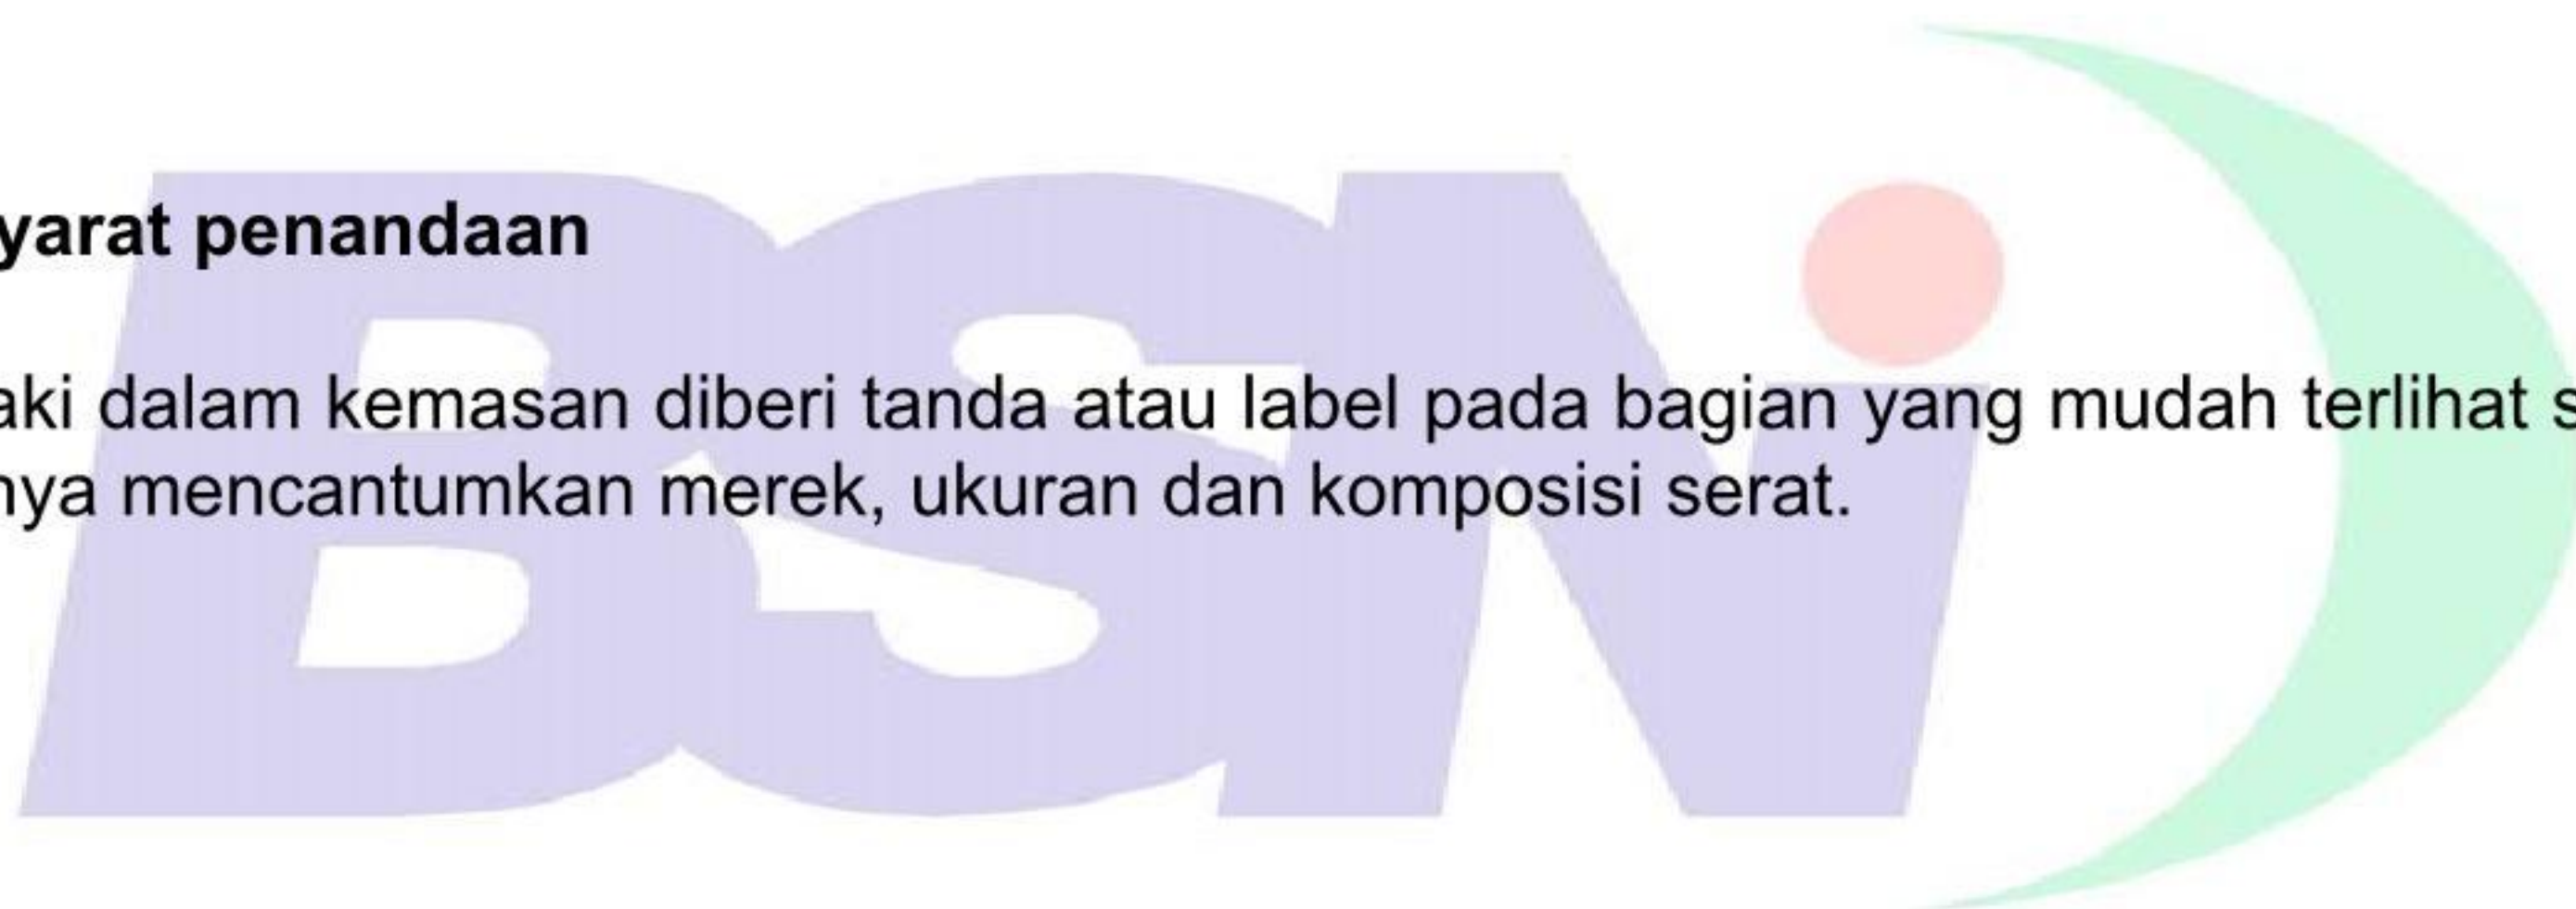 yarat penandaan
aki dalam kemasan diberi tanda atau label pada bagian yang mudah terlihat s
nya mencantumkan merek, ukuran dan komposisi serat.
BSN